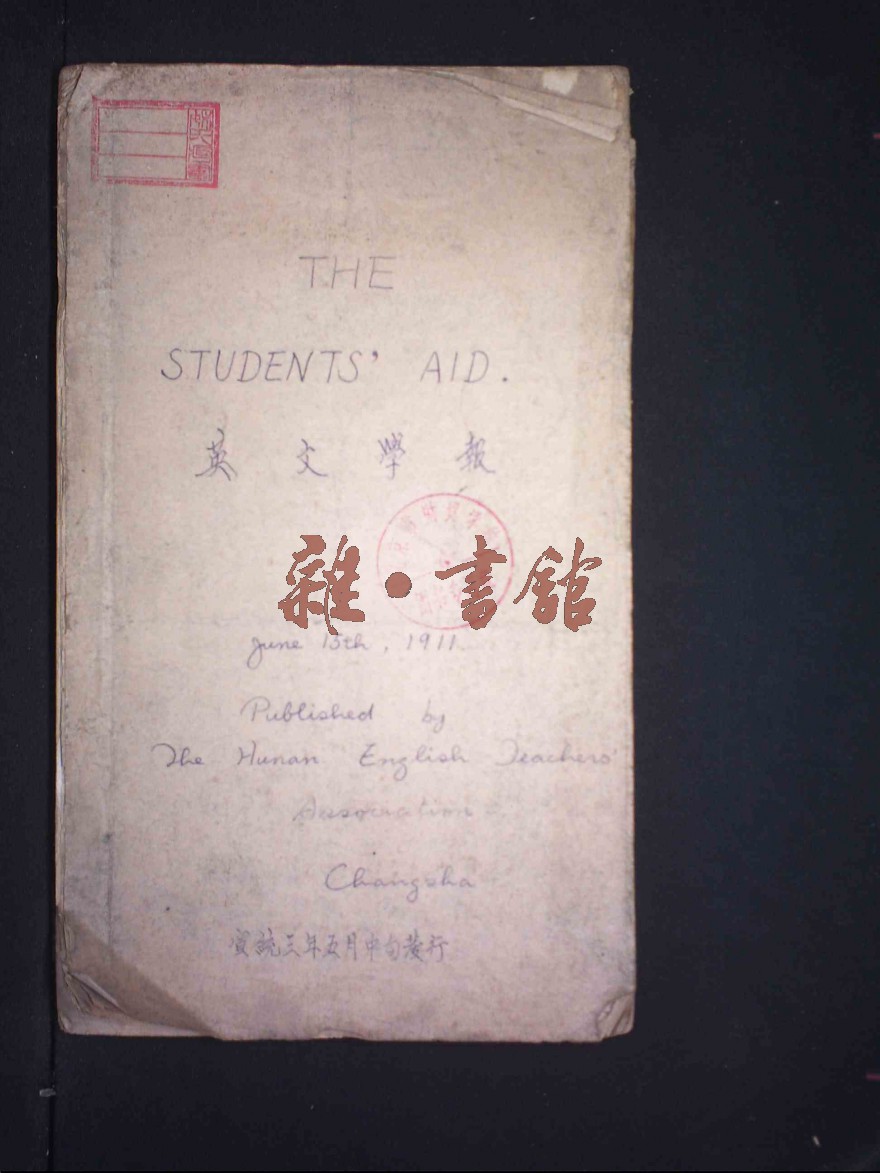 THE
STUDENTS' AID.
英文學報
雜·書館
June 13th, 1911.
Published by
The Hunan English Teachers'
Association
Changsha
宣統三年五月中旬發行